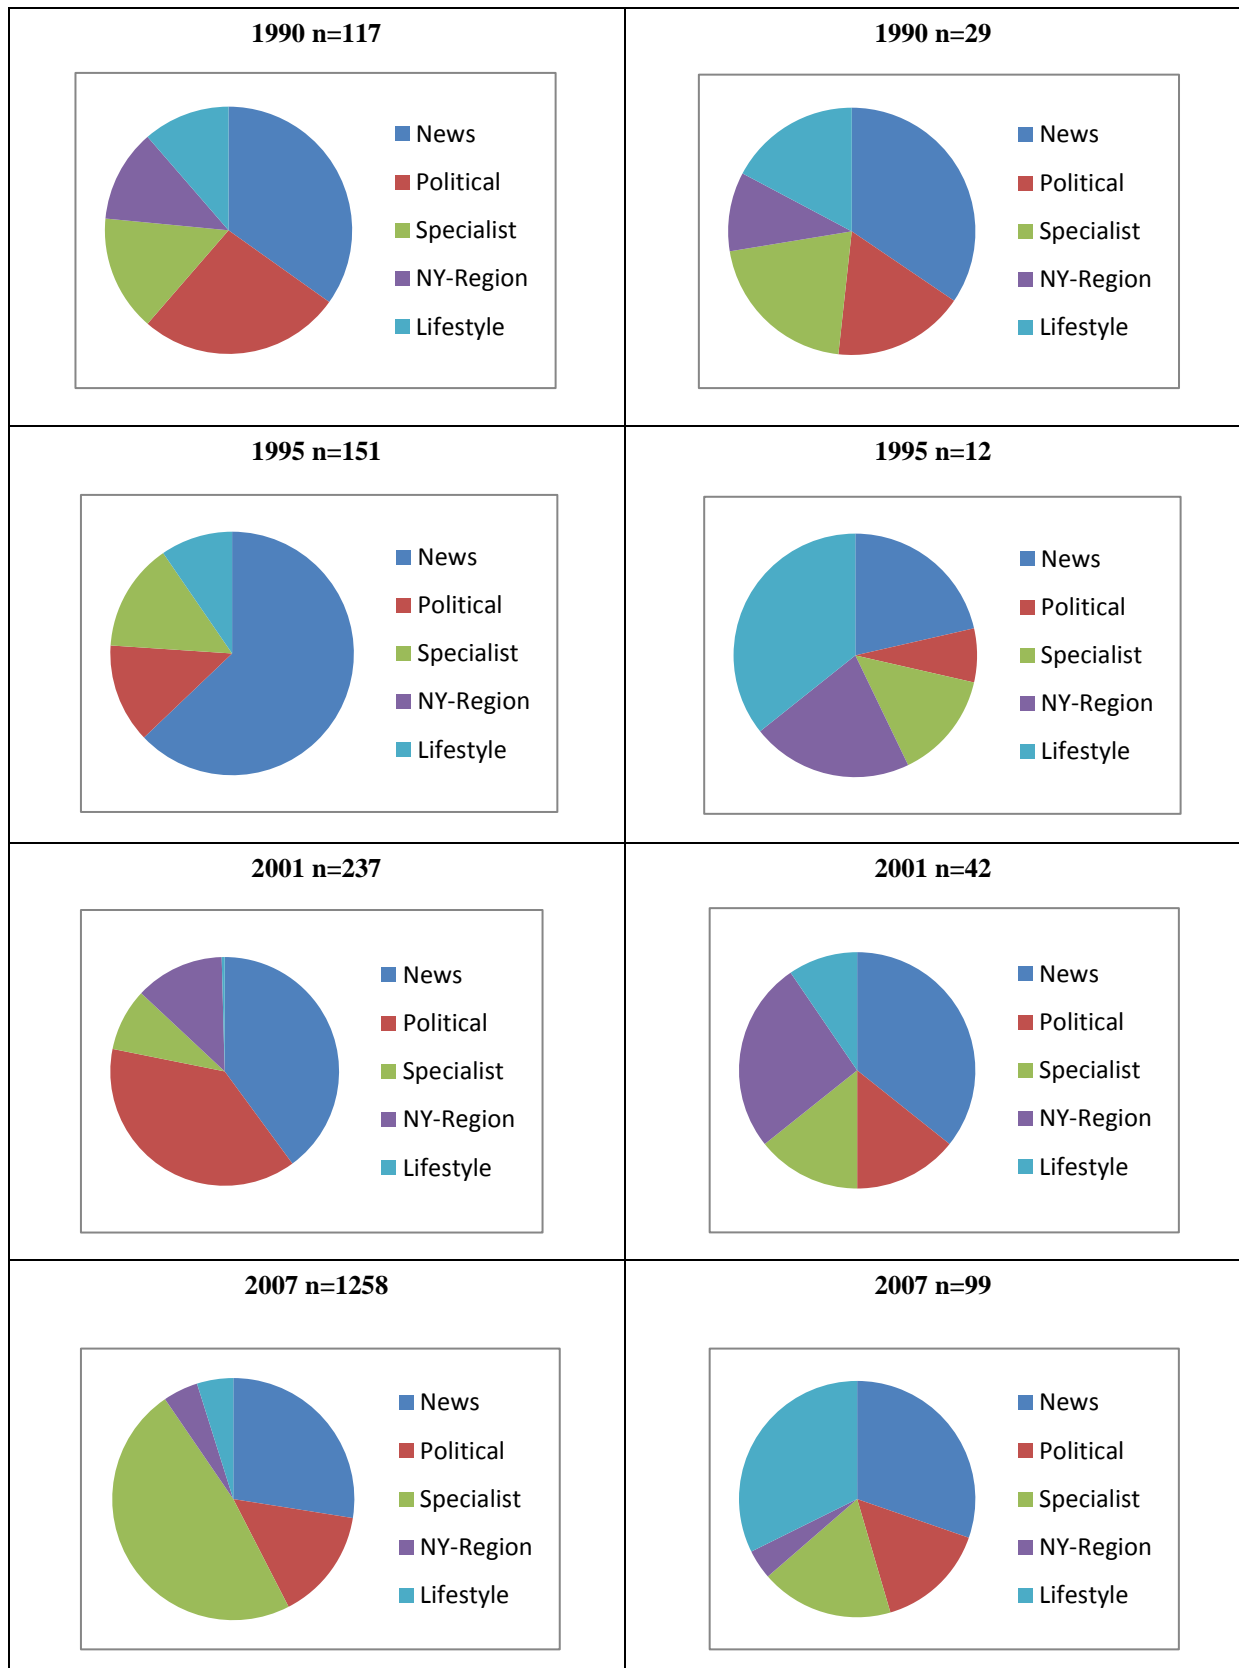 1990 n=117
News
Political
Specialist
NY-Region
Lifestyle
1990 n=29
News
Political
Specialist
NY-Region
Lifestyle
1995 n=151
News
Political
Specialist
NY-Region
Lifestyle
1995 n=12
News
Political
Specialist
NY-Region
Lifestyle
2001 n=237
News
Political
Specialist
NY-Region
Lifestyle
2001 n=42
News
Political
Specialist
NY-Region
Lifestyle
2007 n=1258
News
Political
Specialist
NY-Region
Lifestyle
2007 n=99
News
Political
Specialist
NY-Region
Lifestyle